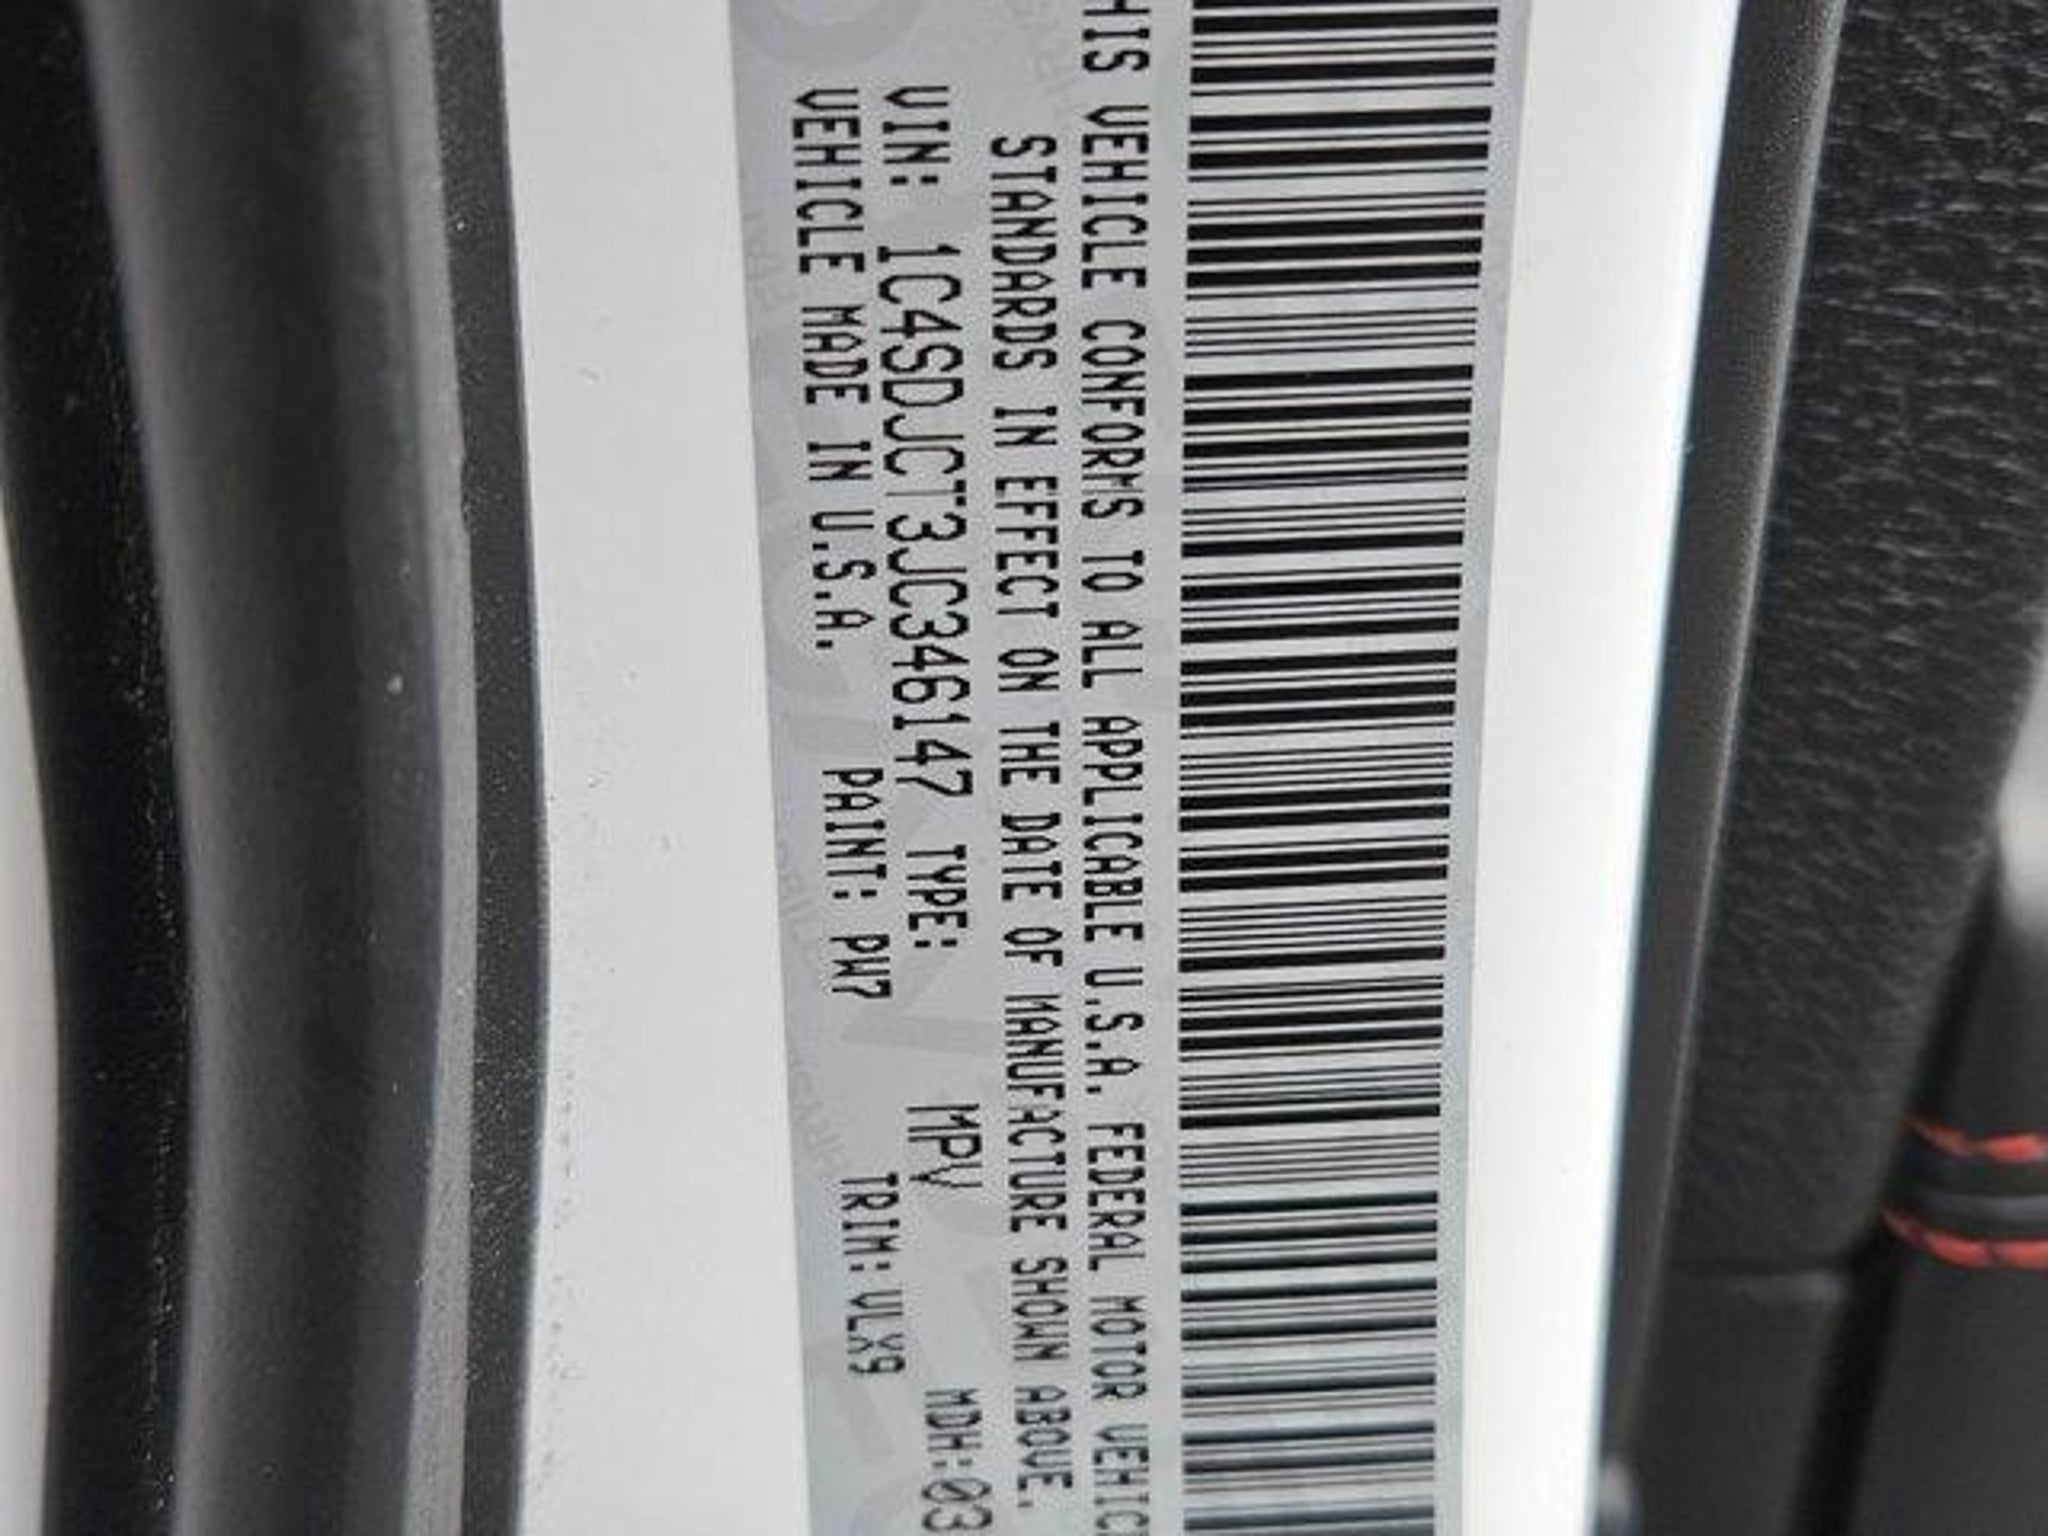 HIS VEHICLE CONFORMS TO ALL APPLICABLE U.S.A. FEDERAL MOTOR VEHIC
STANDARDS IN EFFECT ON THE DATE OF MANUFACTURE SHOWN ABOVE.
VIN: 1C4SDJCT3JC346147 TYPE: MPV MDH:03
VEHICLE MADE IN U.S.A. PAINT: PW7 TRIM:VLX9